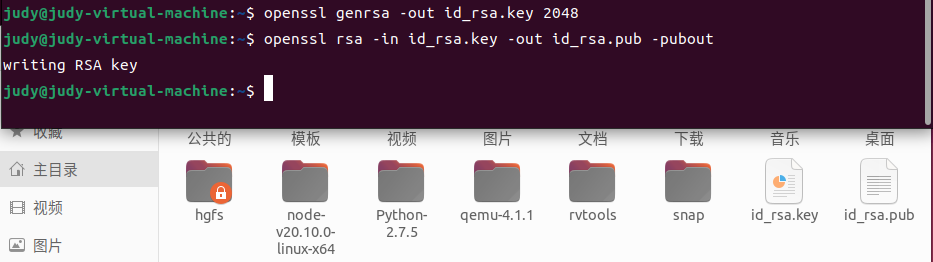 judy@judy-virtual-machine:~$ openssl genrsa -out id_rsa.key 2048
judy@judy-virtual-machine:~$ openssl rsa -in id_rsa.key -out id_rsa.pub -pubout
writing RSA key
judy@judy-virtual-machine:~$
收藏
主目录
视频
图片
公共的 模板 视频 图片 文档 下载 音乐 桌面
hgfs node- Python- qemu-4.1.1 rvtools snap id_rsa.key id_rsa.pub
v20.10.0- 2.7.5
linux-x64